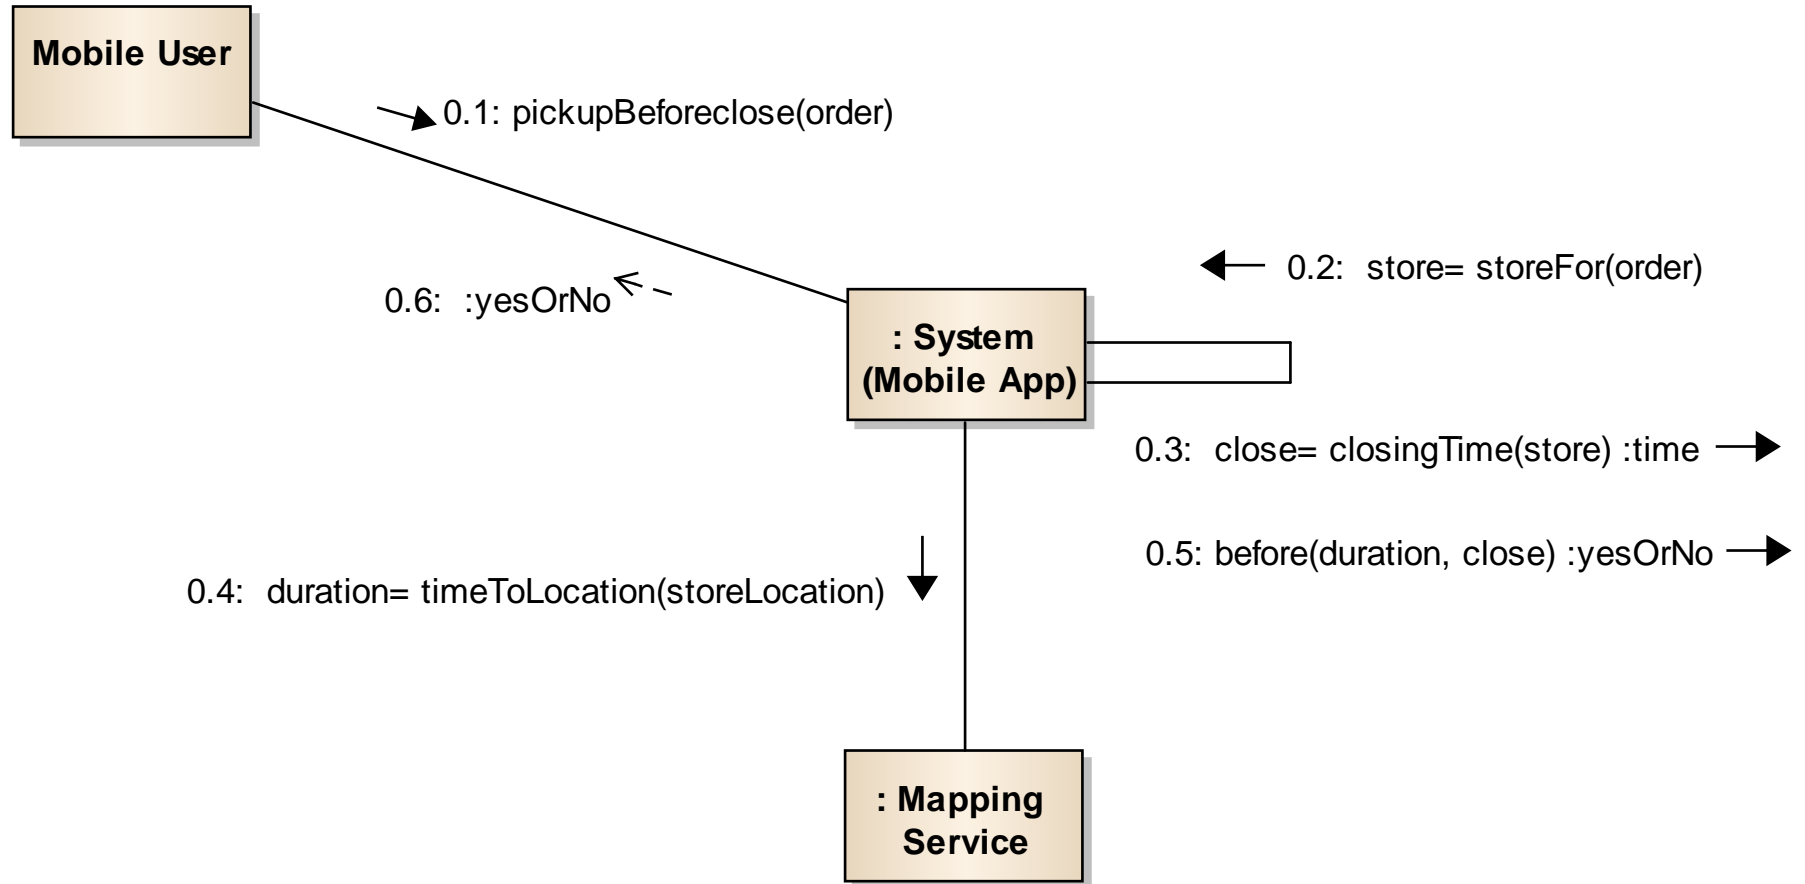 Mobile User
0.1: pickupBeforeclose(order)
0.2: store= storeFor(order)
0.6: :yesOrNo
: System
(Mobile App)
0.3: close= closingTime(store) :time
0.5: before(duration, close) :yesOrNo
0.4: duration= timeToLocation(storeLocation)
: Mapping
Service